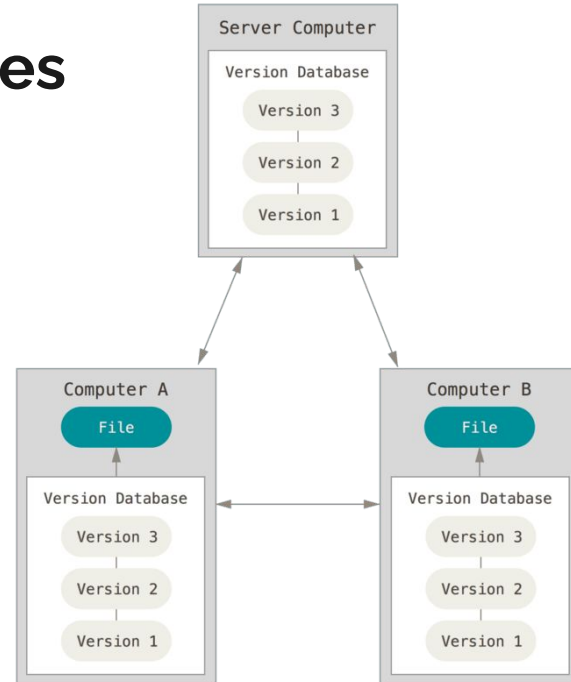 es
Server Computer
Version Database
Version 3
Version 2
Version 1
Computer A
File
Version Database
Version 3
Version 2
Version 1
Computer B
File
Version Database
Version 3
Version 2
Version 1